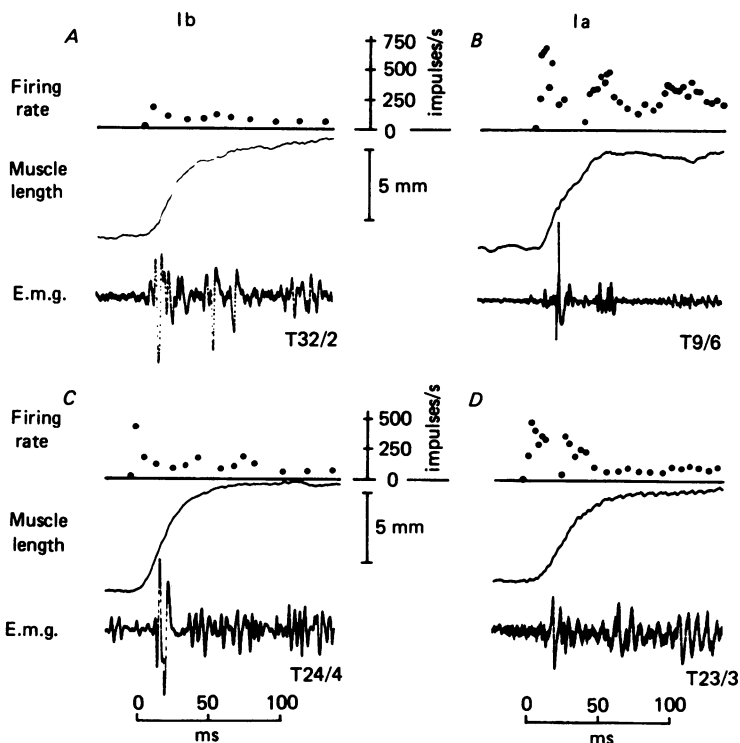 Ib
Ia
A
B
Firing
rate
750
500
250
0
impulses/s
Muscle
length
5 mm
E.m.g.
T32/2
T9/6
C
D
Firing
rate
500
250
0
impulses/s
Muscle
length
5 mm
E.m.g.
T24/4
T23/3
0 50 100
ms
0 50 100
ms